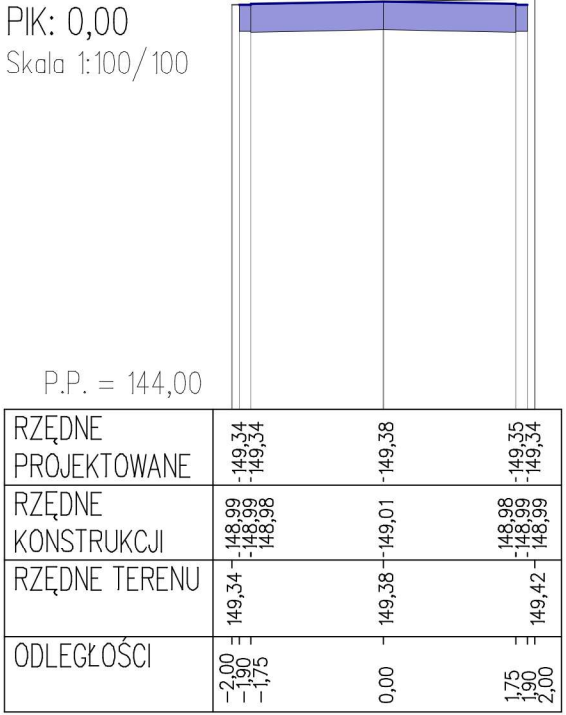 PIK: 0,00
Skala 1:100/100
P.P. = 144,00
RZĘDNE
PROJEKTOWANE
149,34
149,34
149,38
149,35
149,34
RZĘDNE
KONSTRUKCJI
148,99
148,99
148,98
149,01
148,98
148,99
148,99
RZĘDNE TERENU
149,34
149,38
149,42
ODLEGŁOŚCI
-2,00
-1,90
-1,75
0,00
1,75
1,90
2,00